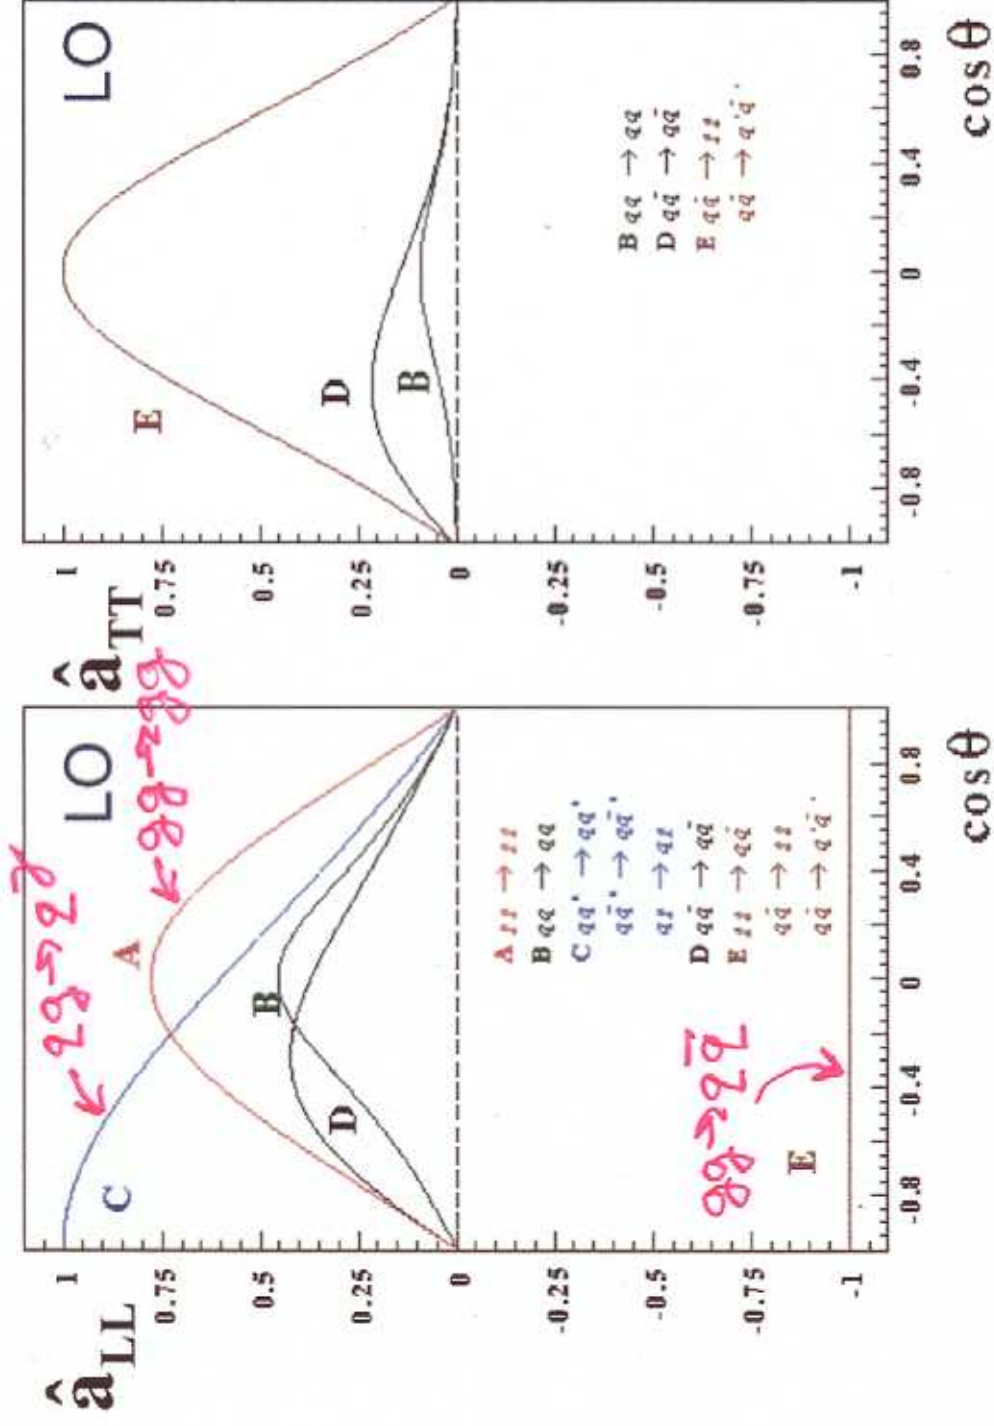 â_LL
LO
1
0.75
0.5
0.25
0
-0.25
-0.5
-0.75
-1
qg→qγ
gg→gg
A
C
B
D
E
gg→qq̄
A gg → gg
B qq → qq
C qq' → qq'
qq̄' → qq̄'
qg → qg
D qq̄ → qq̄
E gg → qq̄
qq̄ → gg
qq̄ → q'q̄'
-0.8 -0.4 0 0.4 0.8
cosθ
â_TT
LO
1
0.75
0.5
0.25
0
-0.25
-0.5
-0.75
-1
E
D
B
B qq → qq
D qq̄ → qq̄
E qq̄ → gg
qq̄ → q'q̄'
-0.8 -0.4 0 0.4 0.8
cosθ